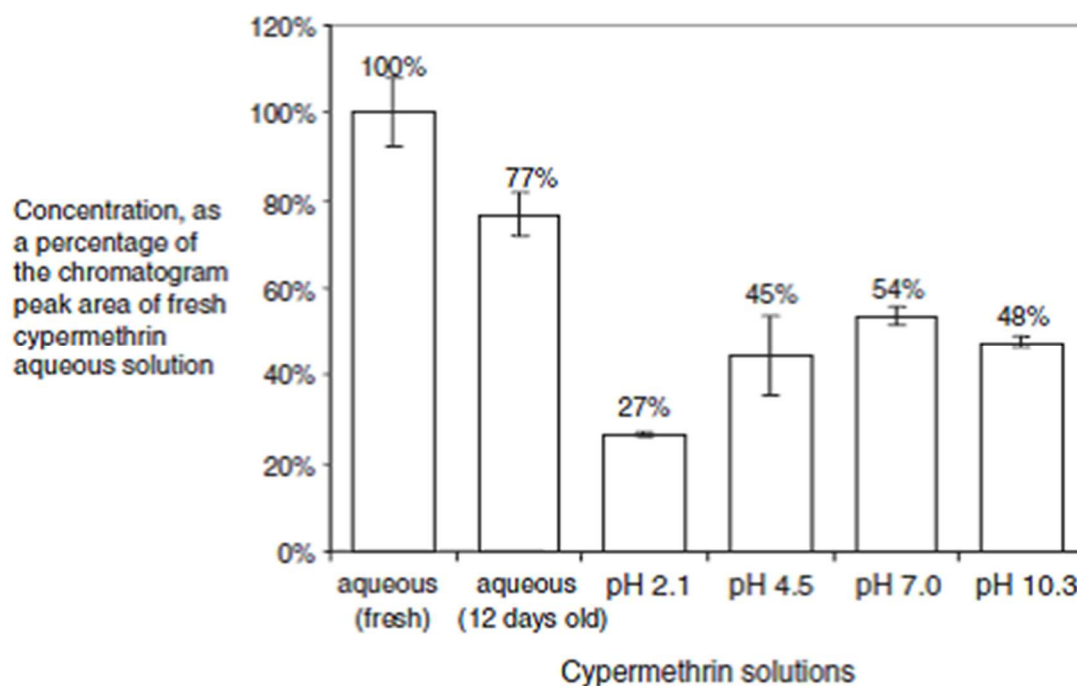 120%
100%
80%
60%
40%
20%
0%
Concentration, as
a percentage of
the chromatogram
peak area of fresh
cypermethrin
aqueous solution
100%
77%
27%
45%
54%
48%
aqueous
(fresh)
aqueous
(12 days old)
pH 2.1
pH 4.5
pH 7.0
pH 10.3
Cypermethrin solutions